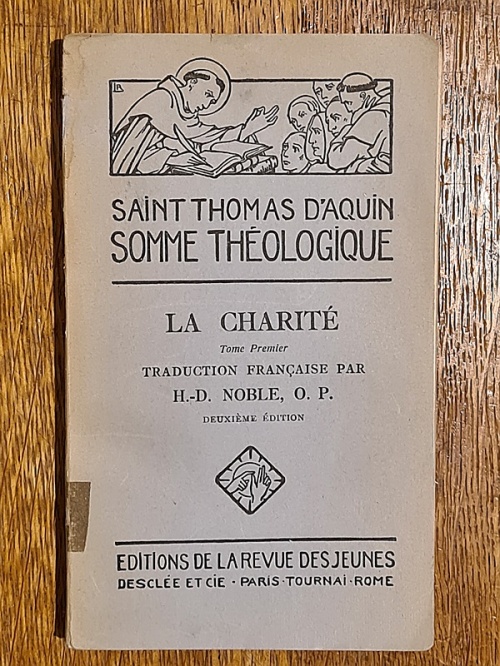 SAINT THOMAS D'AQUIN
SOMME THÉOLOGIQUE
LA CHARITÉ
Tome Premier
TRADUCTION FRANÇAISE PAR
H.-D. NOBLE, O. P.
DEUXIÈME ÉDITION
EDITIONS DE LA REVUE DES JEUNES
DESCLÉE ET CIE · PARIS · TOURNAI · ROME